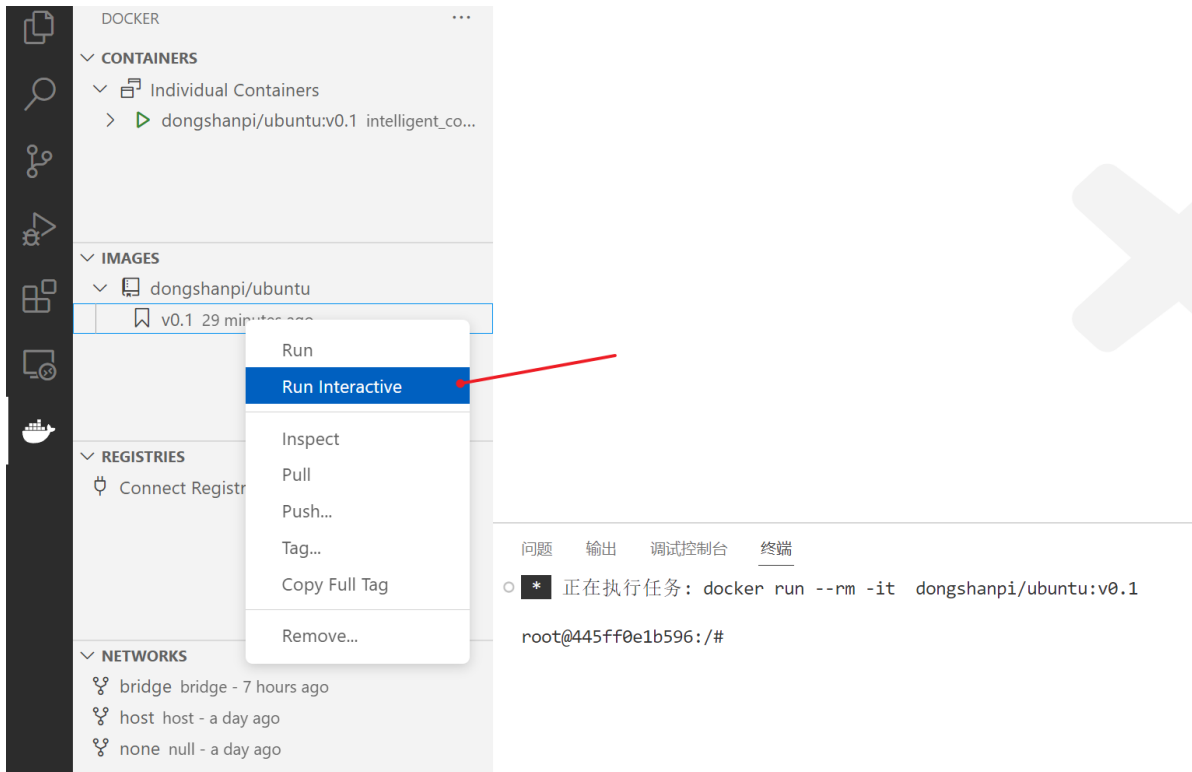 DOCKER
CONTAINERS
Individual Containers
dongshanpi/ubuntu:v0.1 intelligent_co...
IMAGES
dongshanpi/ubuntu
v0.1 29 minutes ago
Run
Run Interactive
Inspect
Pull
Push...
Tag...
Copy Full Tag
Remove...
REGISTRIES
Connect Registr
NETWORKS
bridge bridge - 7 hours ago
host host - a day ago
none null - a day ago
问题 输出 调试控制台 终端
* 正在执行任务: docker run --rm -it dongshanpi/ubuntu:v0.1
root@445ff0e1b596:/#